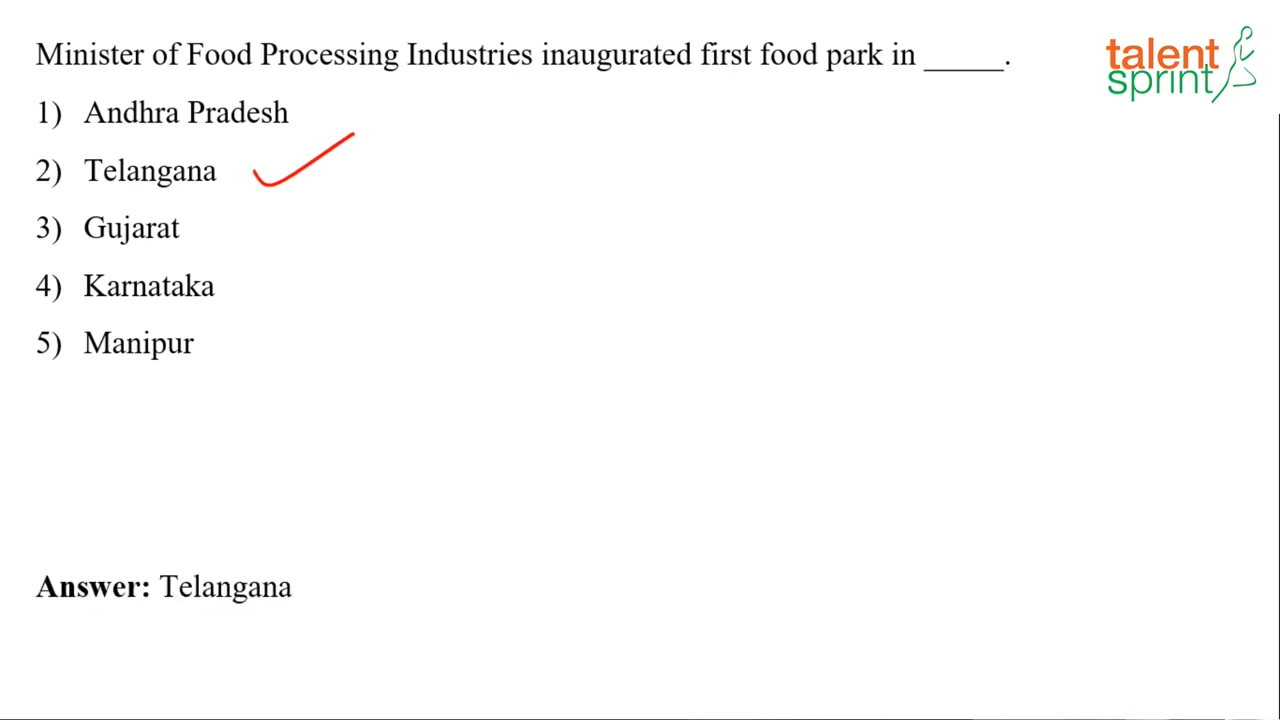 Minister of Food Processing Industries inaugurated first food park in _____.
talent
sprint
1) Andhra Pradesh
2) Telangana
3) Gujarat
4) Karnataka
5) Manipur
Answer: Telangana